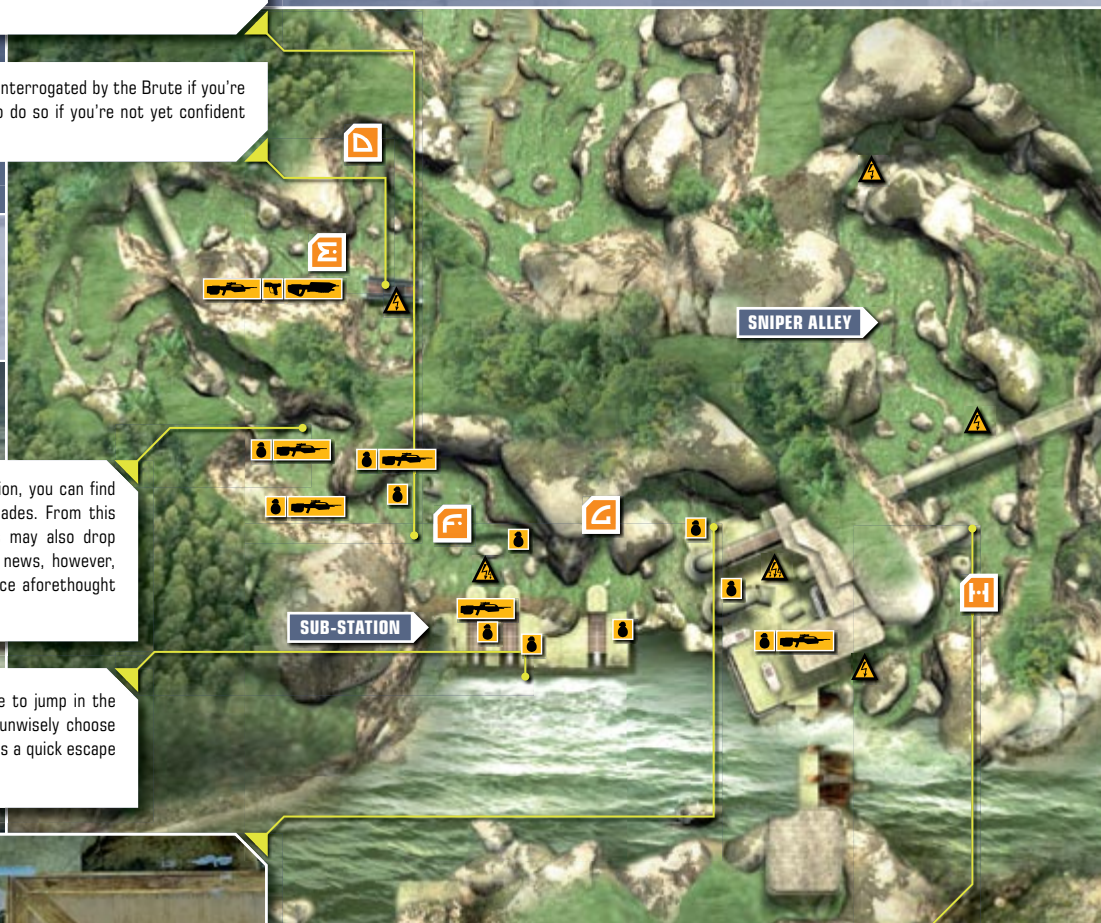 nterrogated by the Brute if you're
o do so if you're not yet confident
D
E
SNIPER ALLEY
ion, you can find
ades. From this
may also drop
news, however,
ce aforethought
F
G
H
SUB-STATION
e to jump in the
unwisely choose
s a quick escape